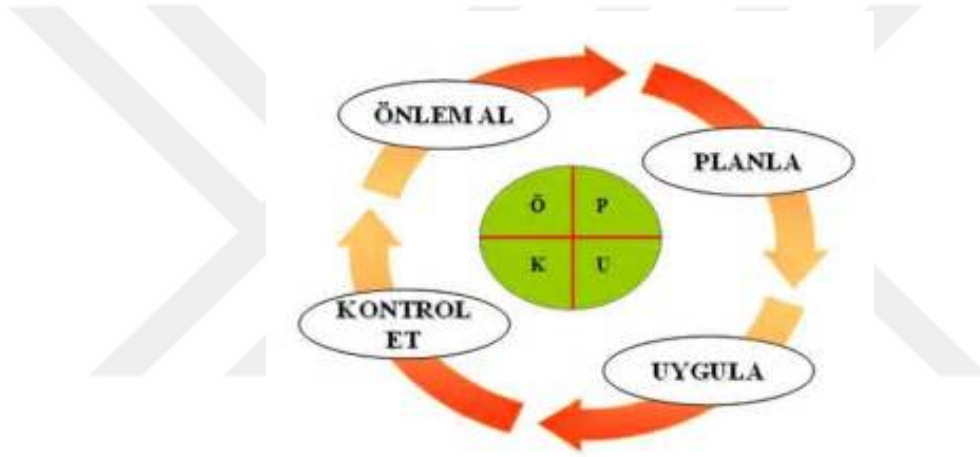 ÖNLEM AL
PLANLA
Ö P
K U
KONTROL
ET
UYGULA